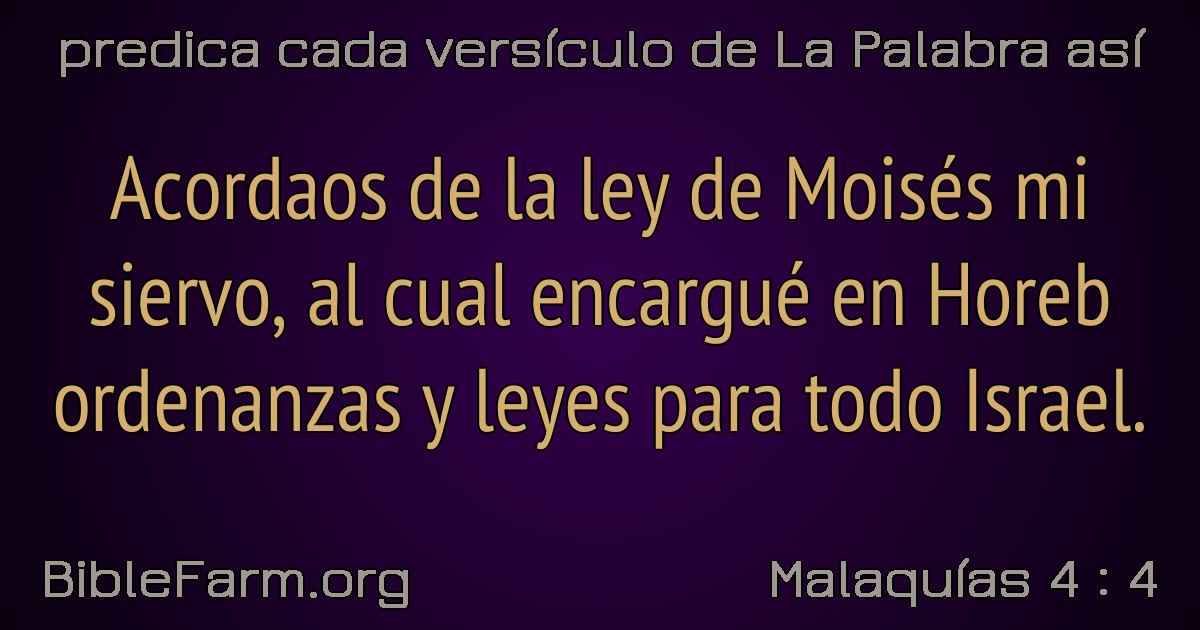 predica cada versículo de La Palabra así
Acordaos de la ley de Moisés mi
siervo, al cual encargué en Horeb
ordenanzas y leyes para todo Israel.
BibleFarm.org
Malaquías 4 : 4